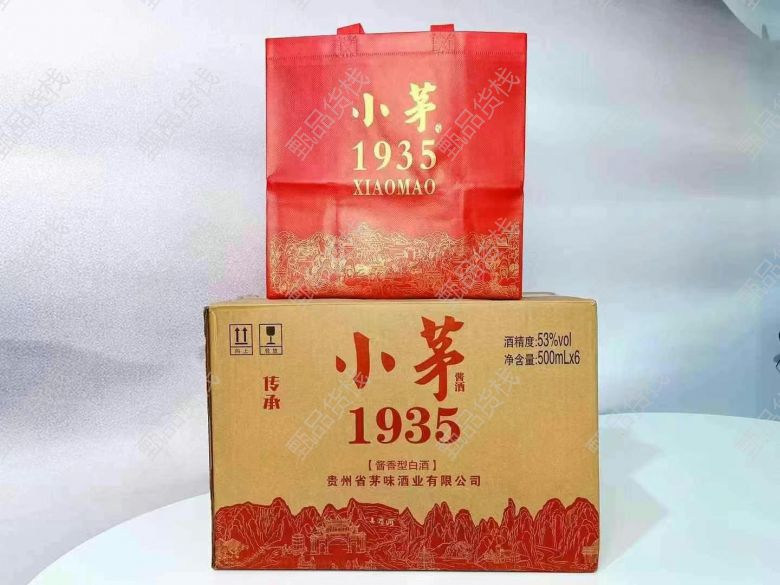 小茅
1935
XIAOMAO
向上
传承
小茅
酱酒
1935
酒精度:53%vol
净含量:500mLx6
【酱香型白酒】
贵州省茅味酒业有限公司
甄品货栈